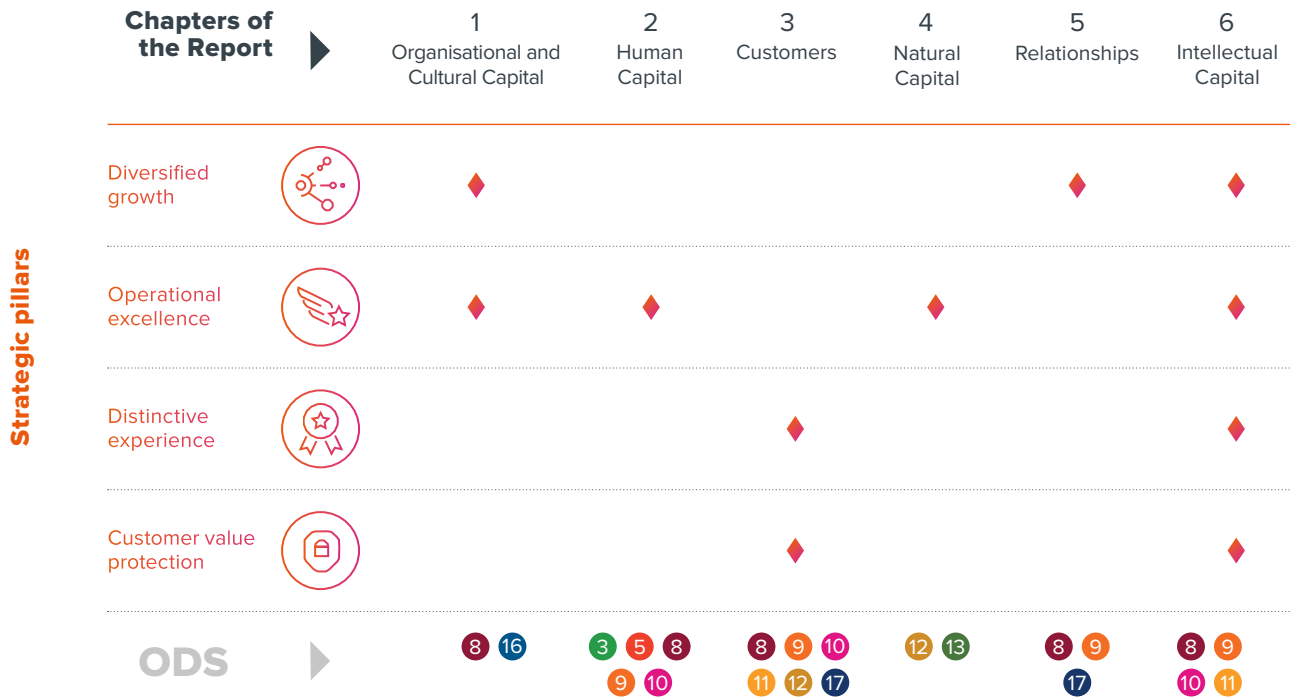 Chapters of
the Report
1
Organisational and
Cultural Capital
2
Human
Capital
3
Customers
4
Natural
Capital
5
Relationships
6
Intellectual
Capital
Strategic pillars
Diversified
growth
Operational
excellence
Distinctive
experience
Customer value
protection
ODS
8 16
3 5 8
9 10
8 9 10
11 12 17
12 13
8 9
17
8 9
10 11